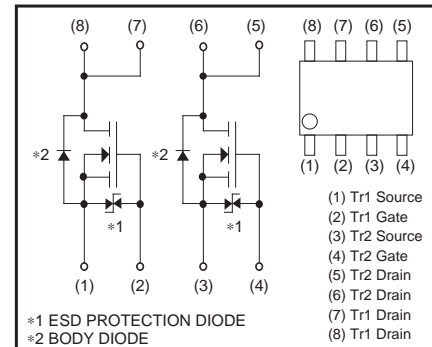 (8) (7) (6) (5)
(8) (7) (6) (5)
*2 *2
*1 *1
(1) (2) (3) (4)
(1) (2) (3) (4)
(1) Tr1 Source
(2) Tr1 Gate
(3) Tr2 Source
(4) Tr2 Gate
(5) Tr2 Drain
(6) Tr2 Drain
(7) Tr1 Drain
(8) Tr1 Drain
*1 ESD PROTECTION DIODE
*2 BODY DIODE